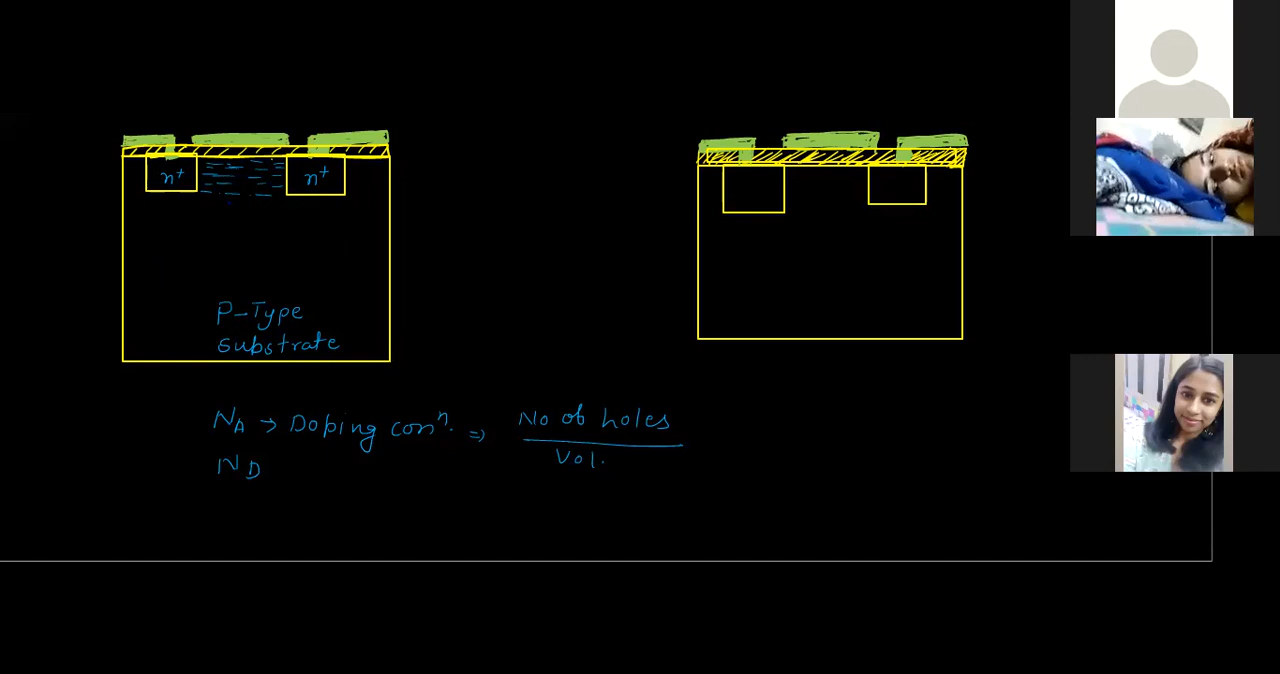 n+ n+
P-Type
Substrate
NA → Doping conⁿ. ⇒ No of holes
Vol.
ND